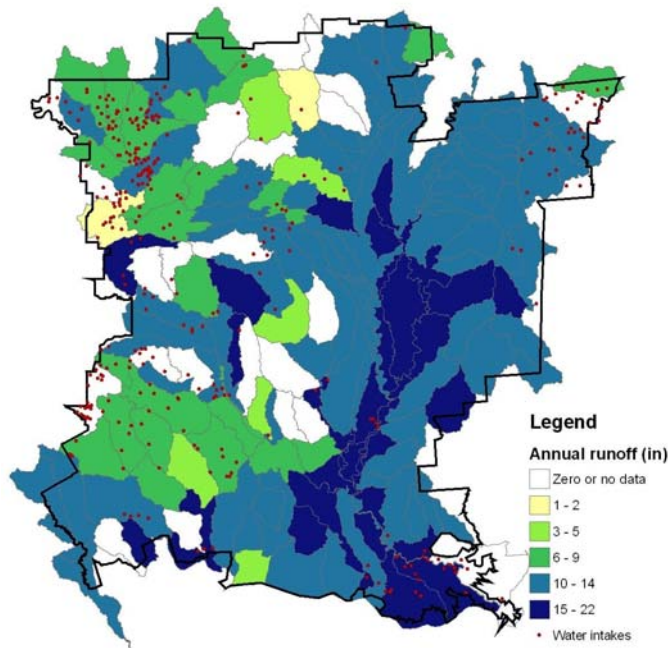 Legend
Annual runoff (in)
Zero or no data
1 - 2
3 - 5
6 - 9
10 - 14
15 - 22
Water intakes